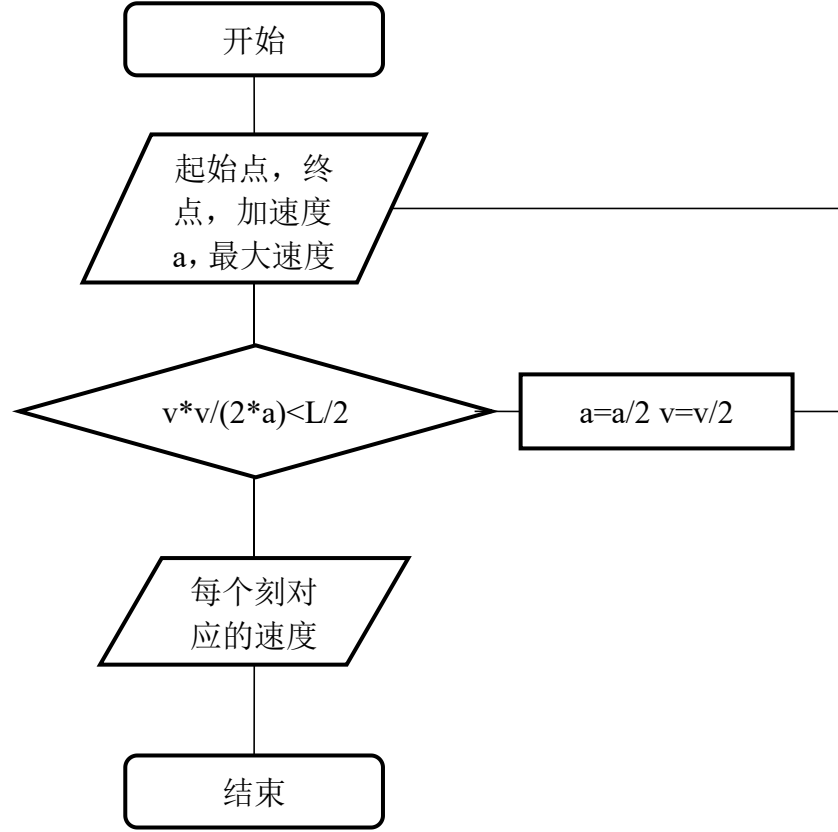 开始
起始点，终
点，加速度
a，最大速度
v*v/(2*a)<L/2
a=a/2 v=v/2
每个刻对
应的速度
结束